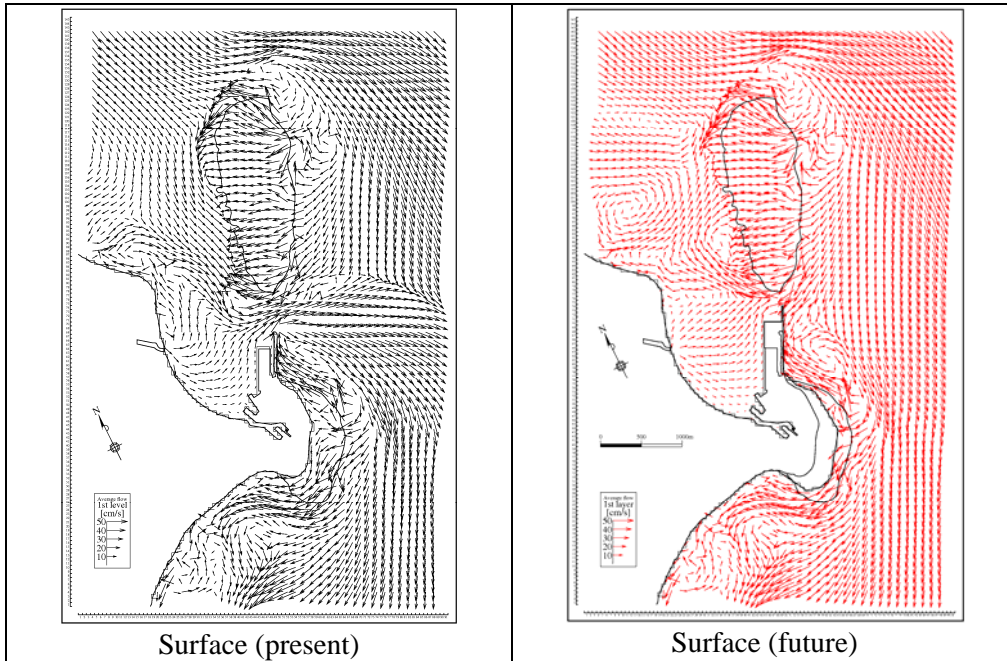 N
Average flow
1st level
[cm/s]
50
40
30
20
10
Surface (present)
N
0 500 1000m
Average flow
1st layer
[cm/s]
50
40
30
20
10
Surface (future)